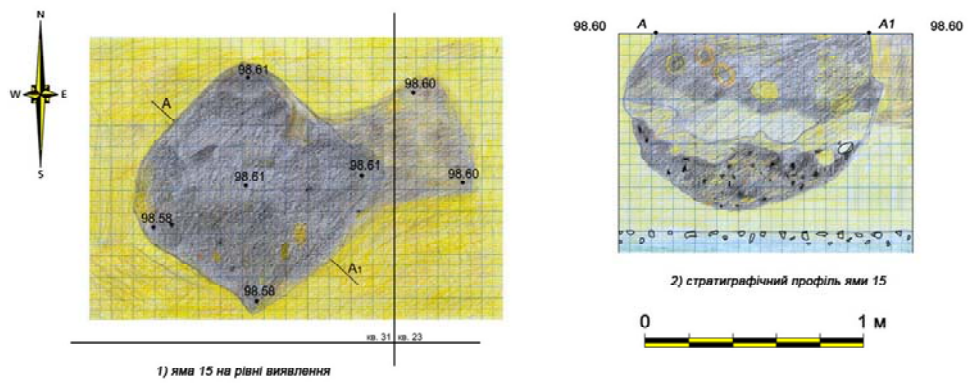 N
W E
S
98.61
A
98.60
98.61
98.61
98.60
98.58
A1
98.58
кв. 31 кв. 23
1) яма 15 на рівні виявлення
98.60 A A1 98.60
2) стратиграфічний профіль ями 15
0 1 м